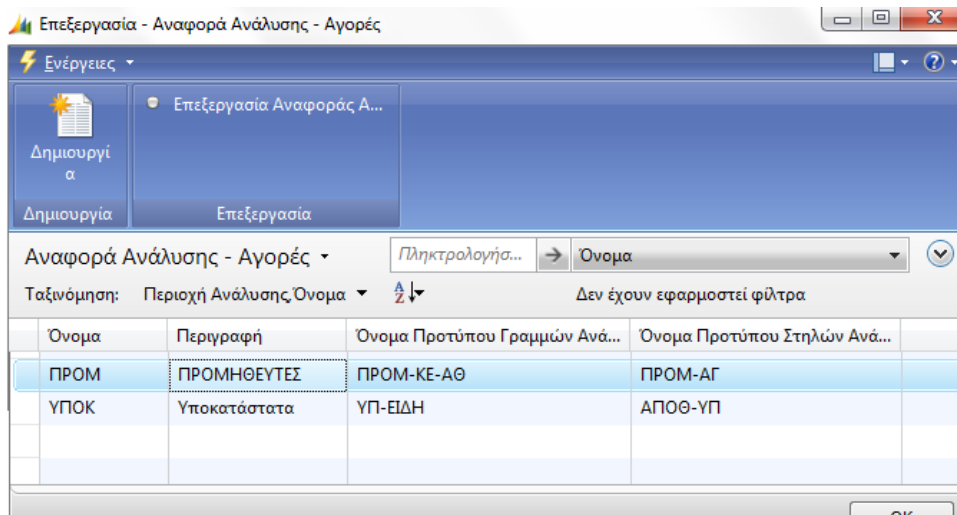 Επεξεργασία - Αναφορά Ανάλυσης - Αγορές
Ενέργειες
Επεξεργασία Αναφοράς Α...
Δημιουργί
α
Δημιουργία Επεξεργασία
Αναφορά Ανάλυσης - Αγορές Πληκτρολογήσ... Όνομα
Ταξινόμηση: Περιοχή Ανάλυσης,Όνομα A Z Δεν έχουν εφαρμοστεί φίλτρα
Όνομα Περιγραφή Όνομα Προτύπου Γραμμών Ανά... Όνομα Προτύπου Στηλών Ανά...
ΠΡΟΜ ΠΡΟΜΗΘΕΥΤΕΣ ΠΡΟΜ-ΚΕ-ΑΘ ΠΡΟΜ-ΑΓ
ΥΠΟΚ Υποκατάστατα ΥΠ-ΕΙΔΗ ΑΠΟΘ-ΥΠ
OK